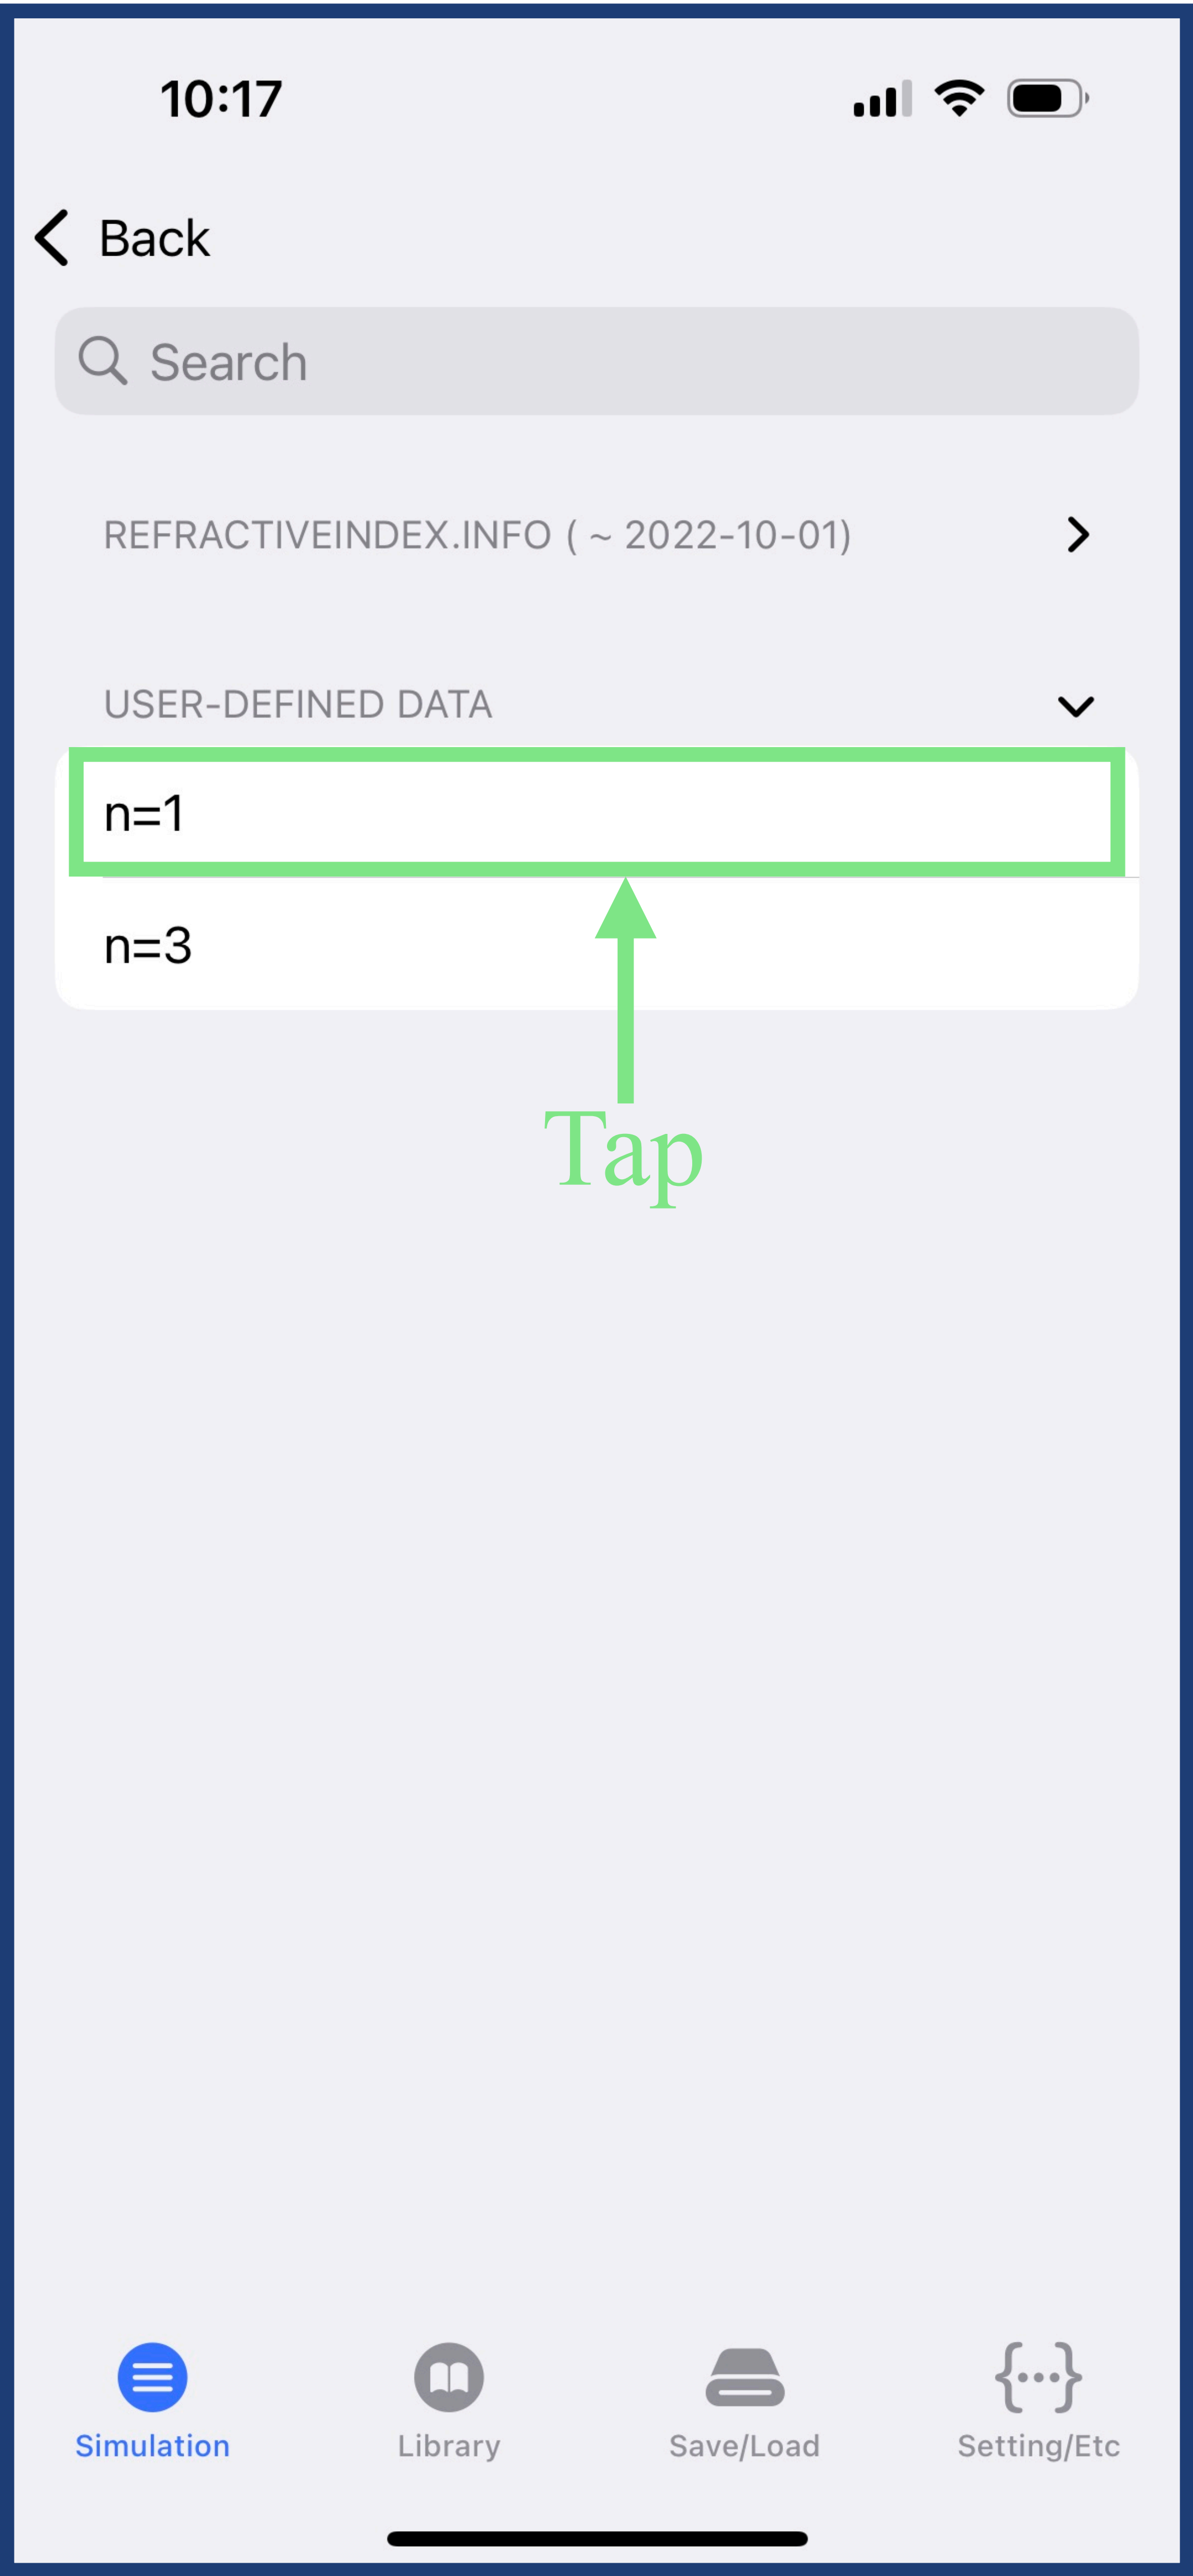 10:17
Back
Search
REFRACTIVEINDEX.INFO ( ~ 2022-10-01)
USER-DEFINED DATA
n=1
n=3
Tap
Simulation
Library
Save/Load
Setting/Etc